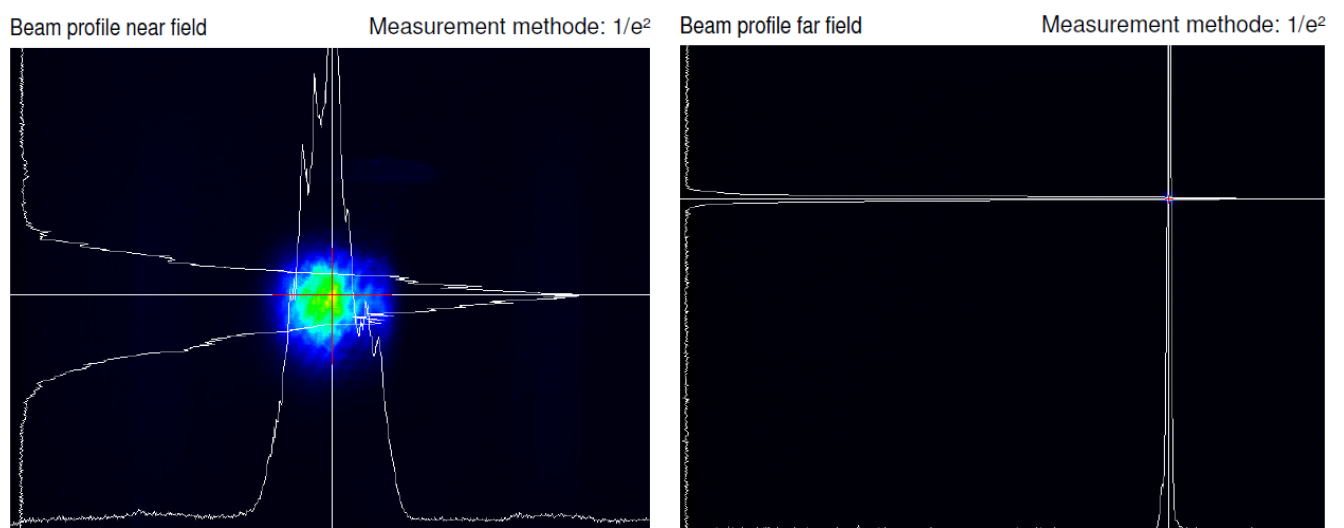 Beam profile near field
Measurement methode: 1/e²
Beam profile far field
Measurement methode: 1/e²